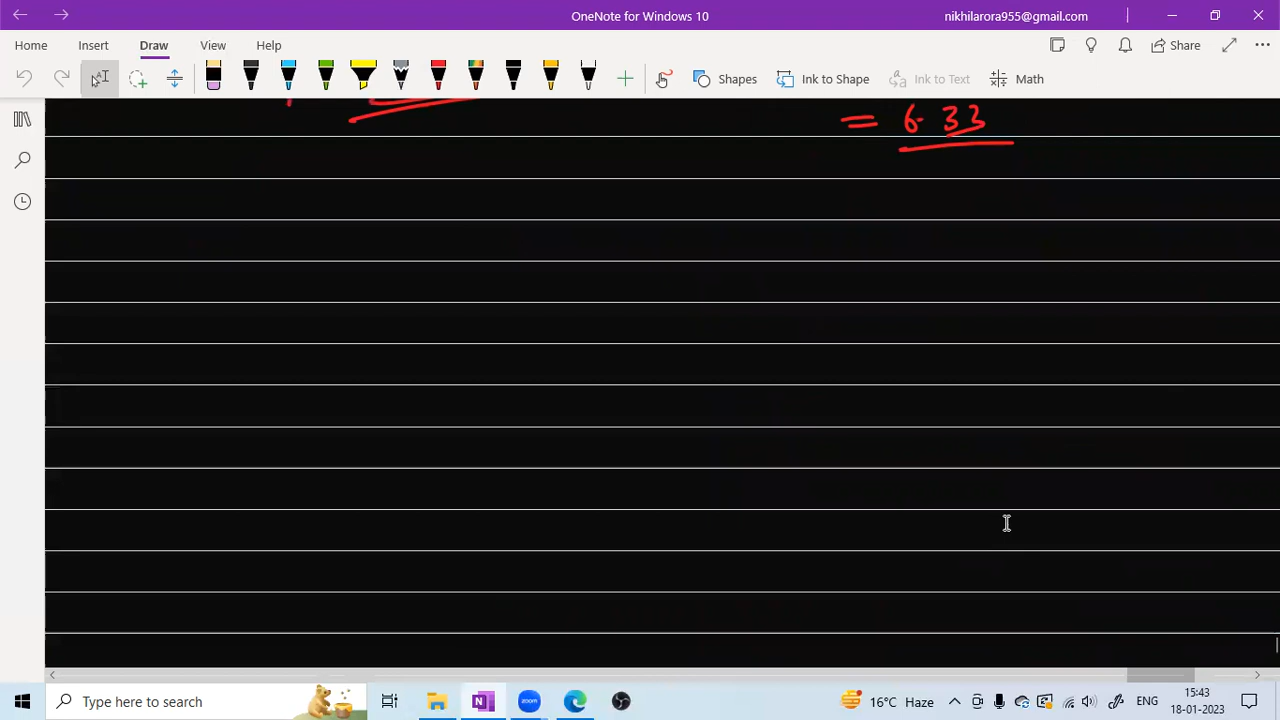 OneNote for Windows 10
nikhilarora955@gmail.com
Home
Insert
Draw
View
Help
Share
Shapes
Ink to Shape
Ink to Text
Math
= 6.33
Type here to search
16°C Haze
ENG
15:43
18-01-2023